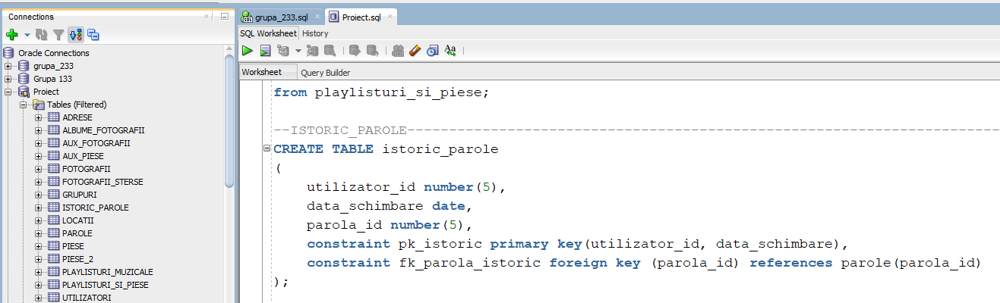 Connections
Oracle Connections
grupa_233
Grupa 133
Project
Tables (Filtered)
ADRESE
ALBUME_FOTOGRAFII
AUX_FOTOGRAFII
AUX_PIESE
FOTOGRAFII
FOTOGRAFII_STERSE
GRUPURI
ISTORIC_PAROLE
LOCATII
PAROLE
PIESE
PIESE_2
PLAYLISTURI_MUZICALE
PLAYLISTURI_SI_PIESE
UTILIZATORI
grupa_233.sql Proiect.sql
SQL Worksheet History
Worksheet Query Builder
from playlisturi_si_piese;
--ISTORIC_PAROLE----------------------------------------------------------------------
CREATE TABLE istoric_parole
(
utilizator_id number(5),
data_schimbare date,
parola_id number(5),
constraint pk_istoric primary key(utilizator_id, data_schimbare),
constraint fk_parola_istoric foreign key (parola_id) references parole(parola_id)
);